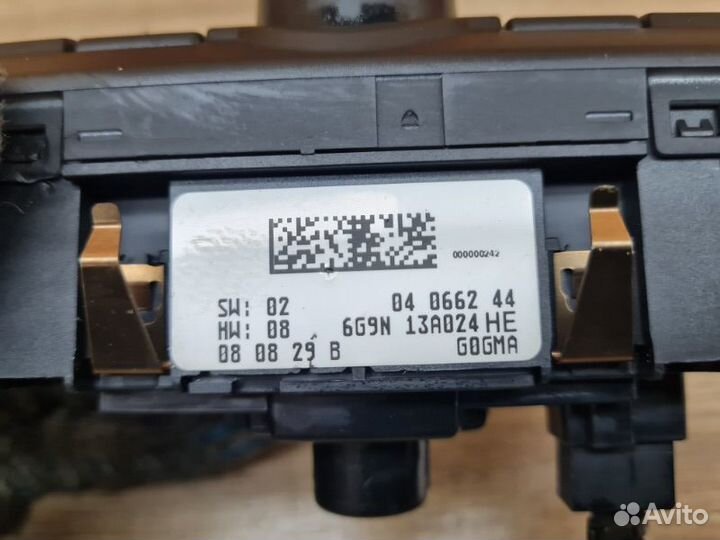 000000242
SW: 02 04 0662 44
HW: 08 6G9N 13A024 HE
08 08 29 B G0GMA
Avito